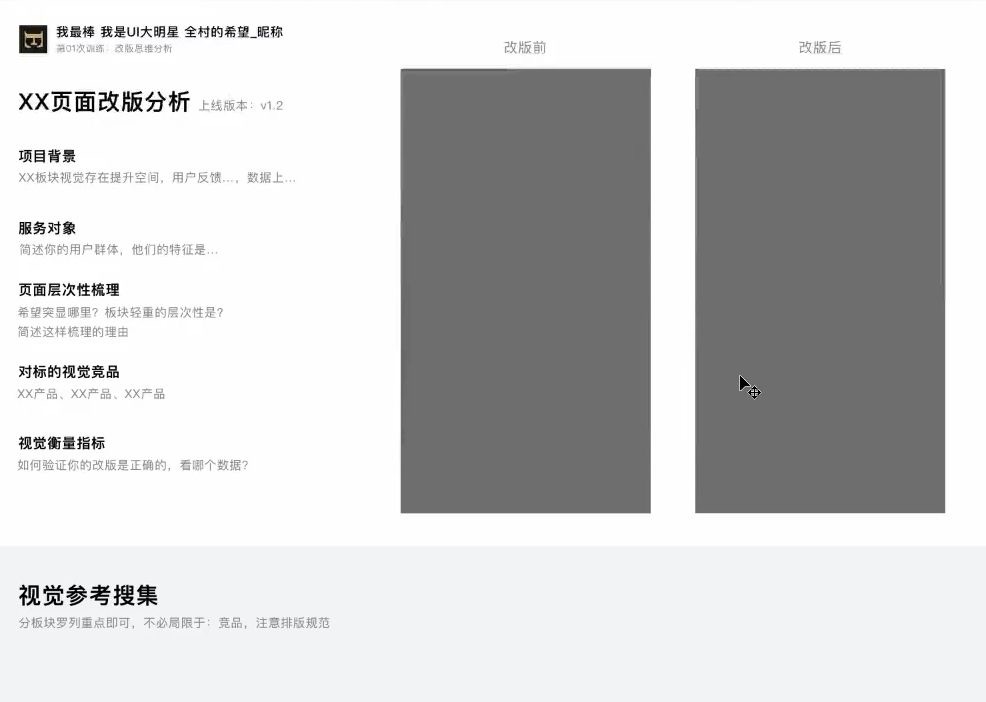 我最棒 我是UI大明星 全村的希望_昵称
第01次训练：改版思维分析
XX页面改版分析 上线版本：v1.2
项目背景
XX板块视觉存在提升空间，用户反馈...，数据上...
服务对象
简述你的用户群体，他们的特征是...
页面层次性梳理
希望突显哪里？板块轻重的层次性是？
简述这样梳理的理由
对标的视觉竞品
XX产品、XX产品、XX产品
视觉衡量指标
如何验证你的改版是正确的，看哪个数据？
改版前
改版后
视觉参考搜集
分板块罗列重点即可，不必局限于：竞品，注意排版规范